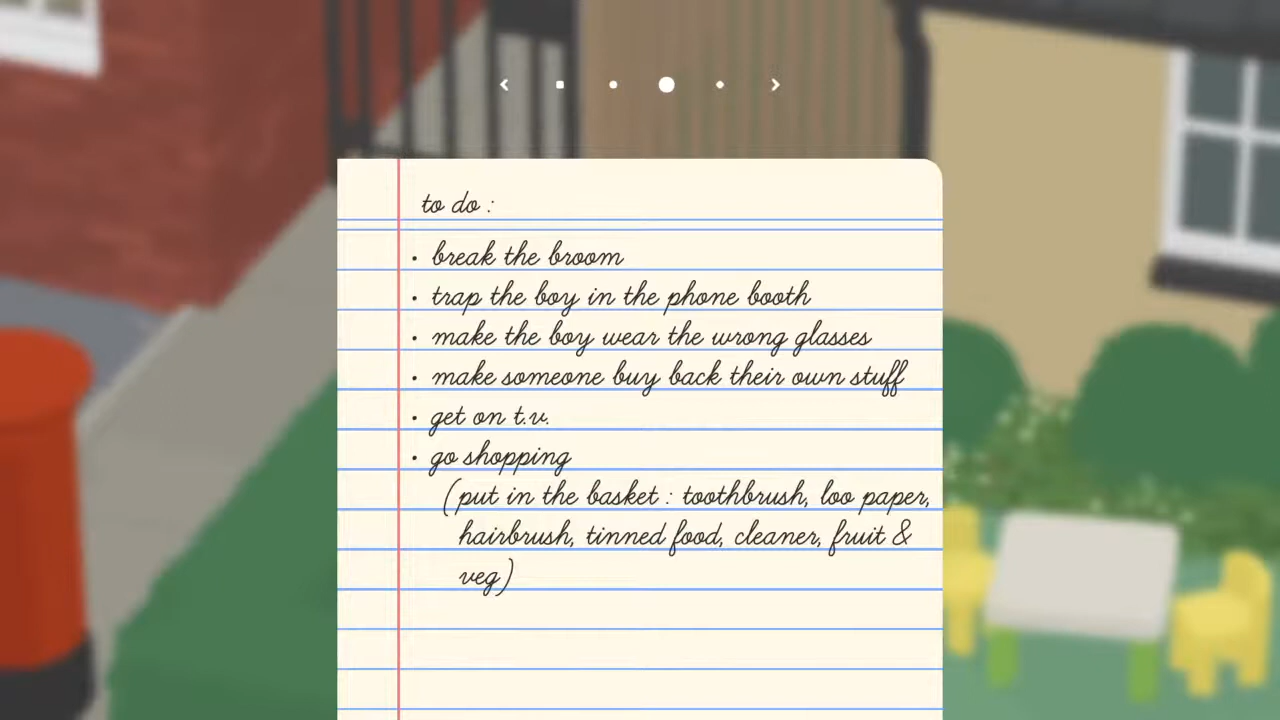 to do :
• break the broom
• trap the boy in the phone booth
• make the boy wear the wrong glasses
• make someone buy back their own stuff
• get on t.v.
• go shopping
(put in the basket : toothbrush, loo paper,
hairbrush, tinned food, cleaner, fruit &
veg)